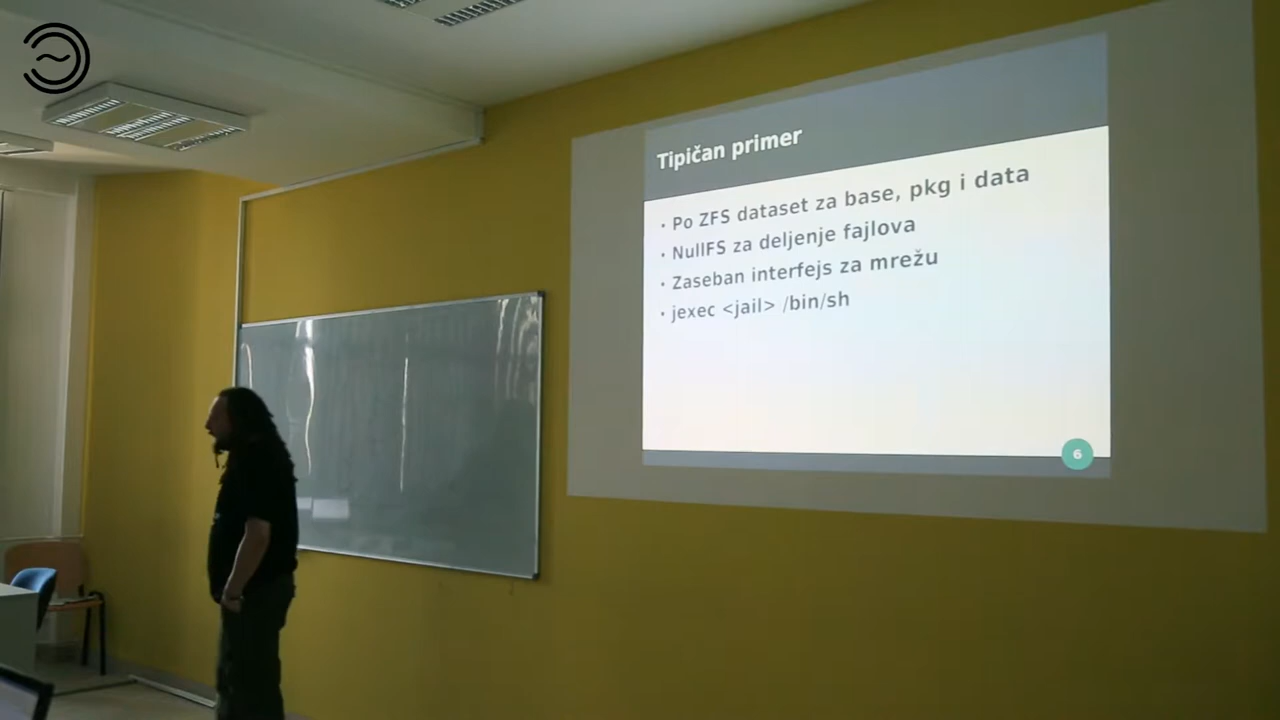 Tipičan primer
• Po ZFS dataset za base, pkg i data
• NullFS za deljenje fajlova
• Zaseban interfejs za mrežu
• jexec <jail> /bin/sh
6